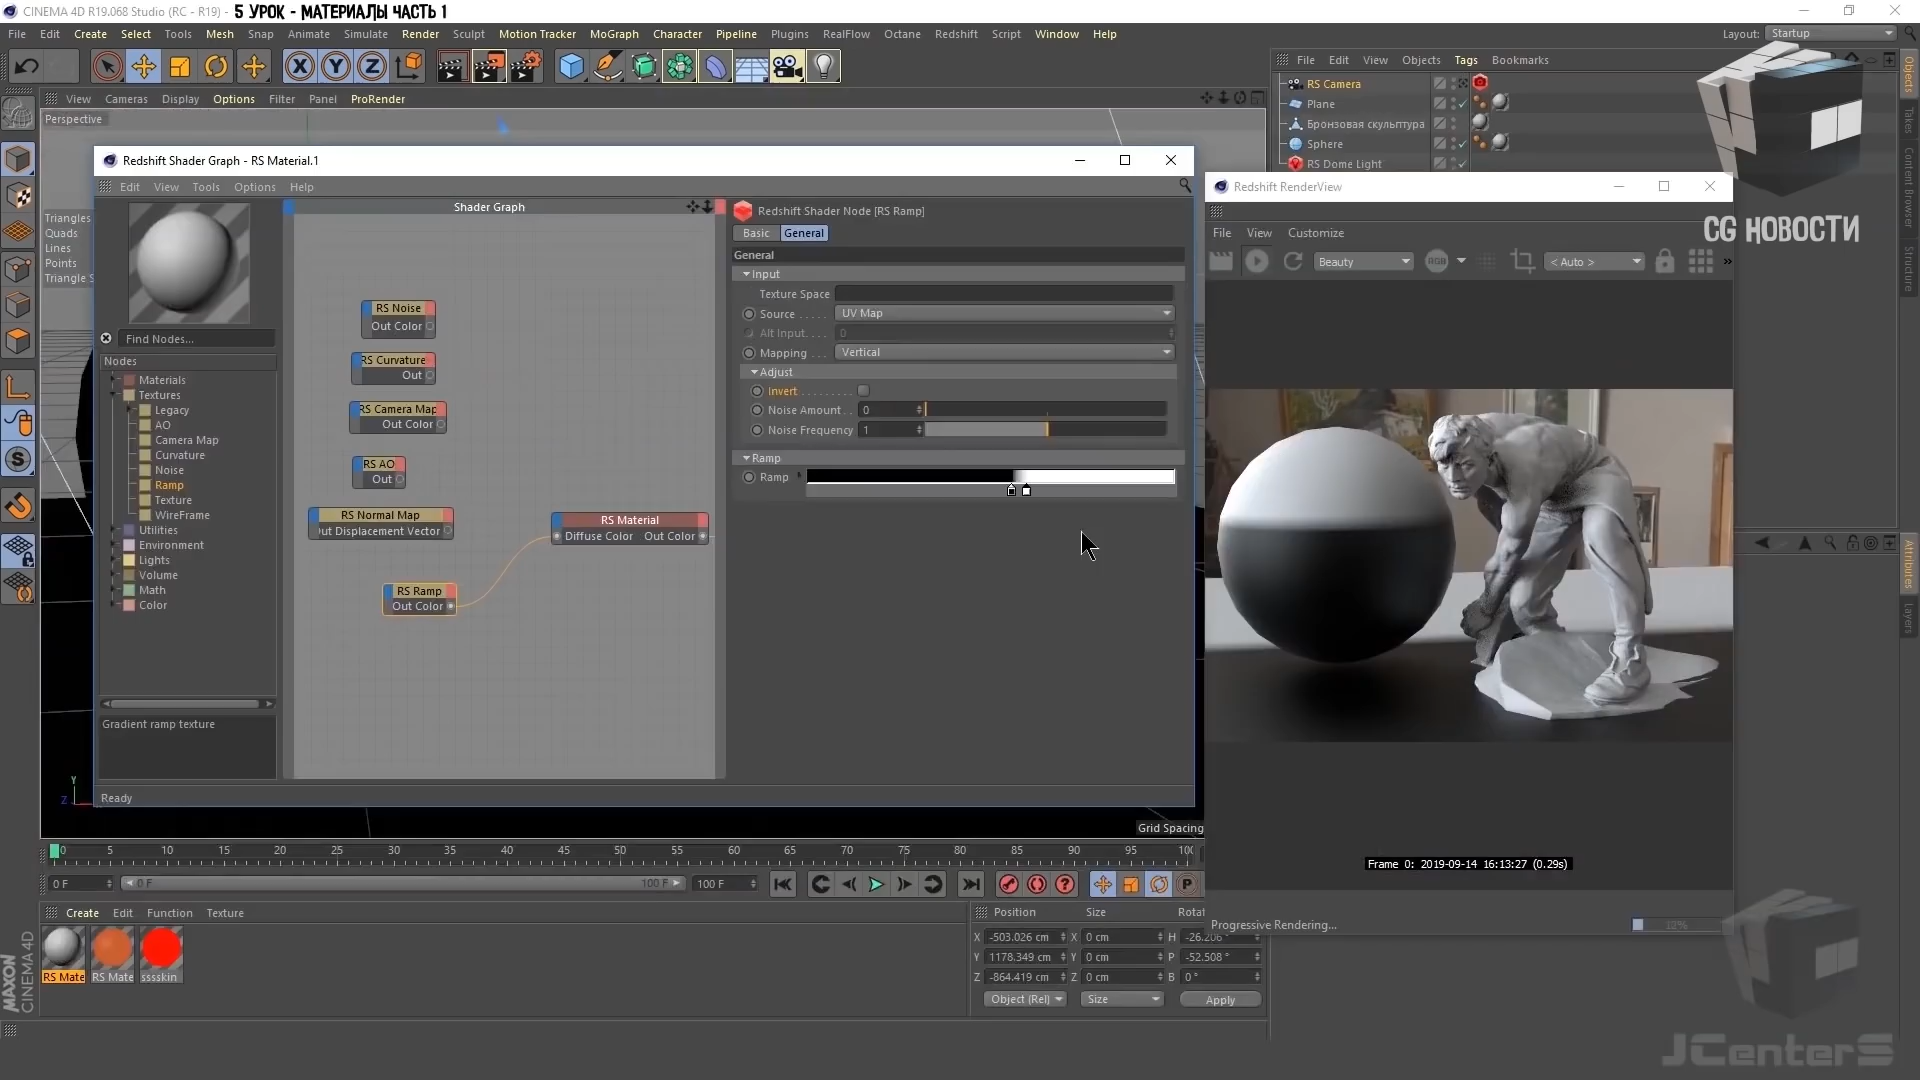 CINEMA 4D R19.068 Studio (RC - R19) - 5 УРОК - МАТЕРИАЛЫ ЧАСТЬ 1
File Edit Create Select Tools Mesh Snap Animate Simulate Render Sculpt Motion Tracker MoGraph Character Pipeline Plugins RealFlow Octane Redshift Script Window Help
Layout: Startup
View Cameras Display Options Filter Panel ProRender
Perspective
Triangles
Quads
Lines
Points
Triangle S
Redshift Shader Graph - RS Material.1
Edit View Tools Options Help
Find Nodes...
Nodes
Materials
Textures
Legacy
AO
Camera Map
Curvature
Noise
Ramp
Texture
WireFrame
Utilities
Environment
Lights
Volume
Math
Color
Gradient ramp texture
Ready
Shader Graph
RS Noise
Out Color
RS Curvature
Out
RS Camera Map
Out Color
RS AO
Out
RS Normal Map
Out Displacement Vector
RS Material
Diffuse Color Out Color
RS Ramp
Out Color
Redshift Shader Node [RS Ramp]
Basic General
General
Input
Texture Space
Source . . . . . UV Map
Alt Input. . . . 0
Mapping . . . . Vertical
Adjust
Invert . . . . . . . . .
Noise Amount . . 0
Noise Frequency 1
Ramp
Ramp
File Edit View Objects Tags Bookmarks
RS Camera
Plane
Бронзовая скульптура
Sphere
RS Dome Light
Objects
Takes
Content Browser
Structure
Attributes
Layers
CG НОВОСТИ
Redshift RenderView
File View Customize
Beauty
RGB
< Auto >
Frame 0: 2019-09-14 16:13:27 (0.29s)
Progressive Rendering...
12%
Y
Z
Grid Spacing
0 5 10 15 20 25 30 35 40 45 50 55 60 65 70 75 80 85 90 95 100
0 F
0 F
100 F
100 F
Create Edit Function Texture
RS Mate
RS Mate
sssskin
MAXON
CINEMA 4D
Position Size Rotat
X -503.026 cm X 0 cm H -26.206 °
Y 1178.349 cm Y 0 cm P -52.508 °
Z -864.419 cm Z 0 cm B 0 °
Object (Rel) Size Apply
JCenterS